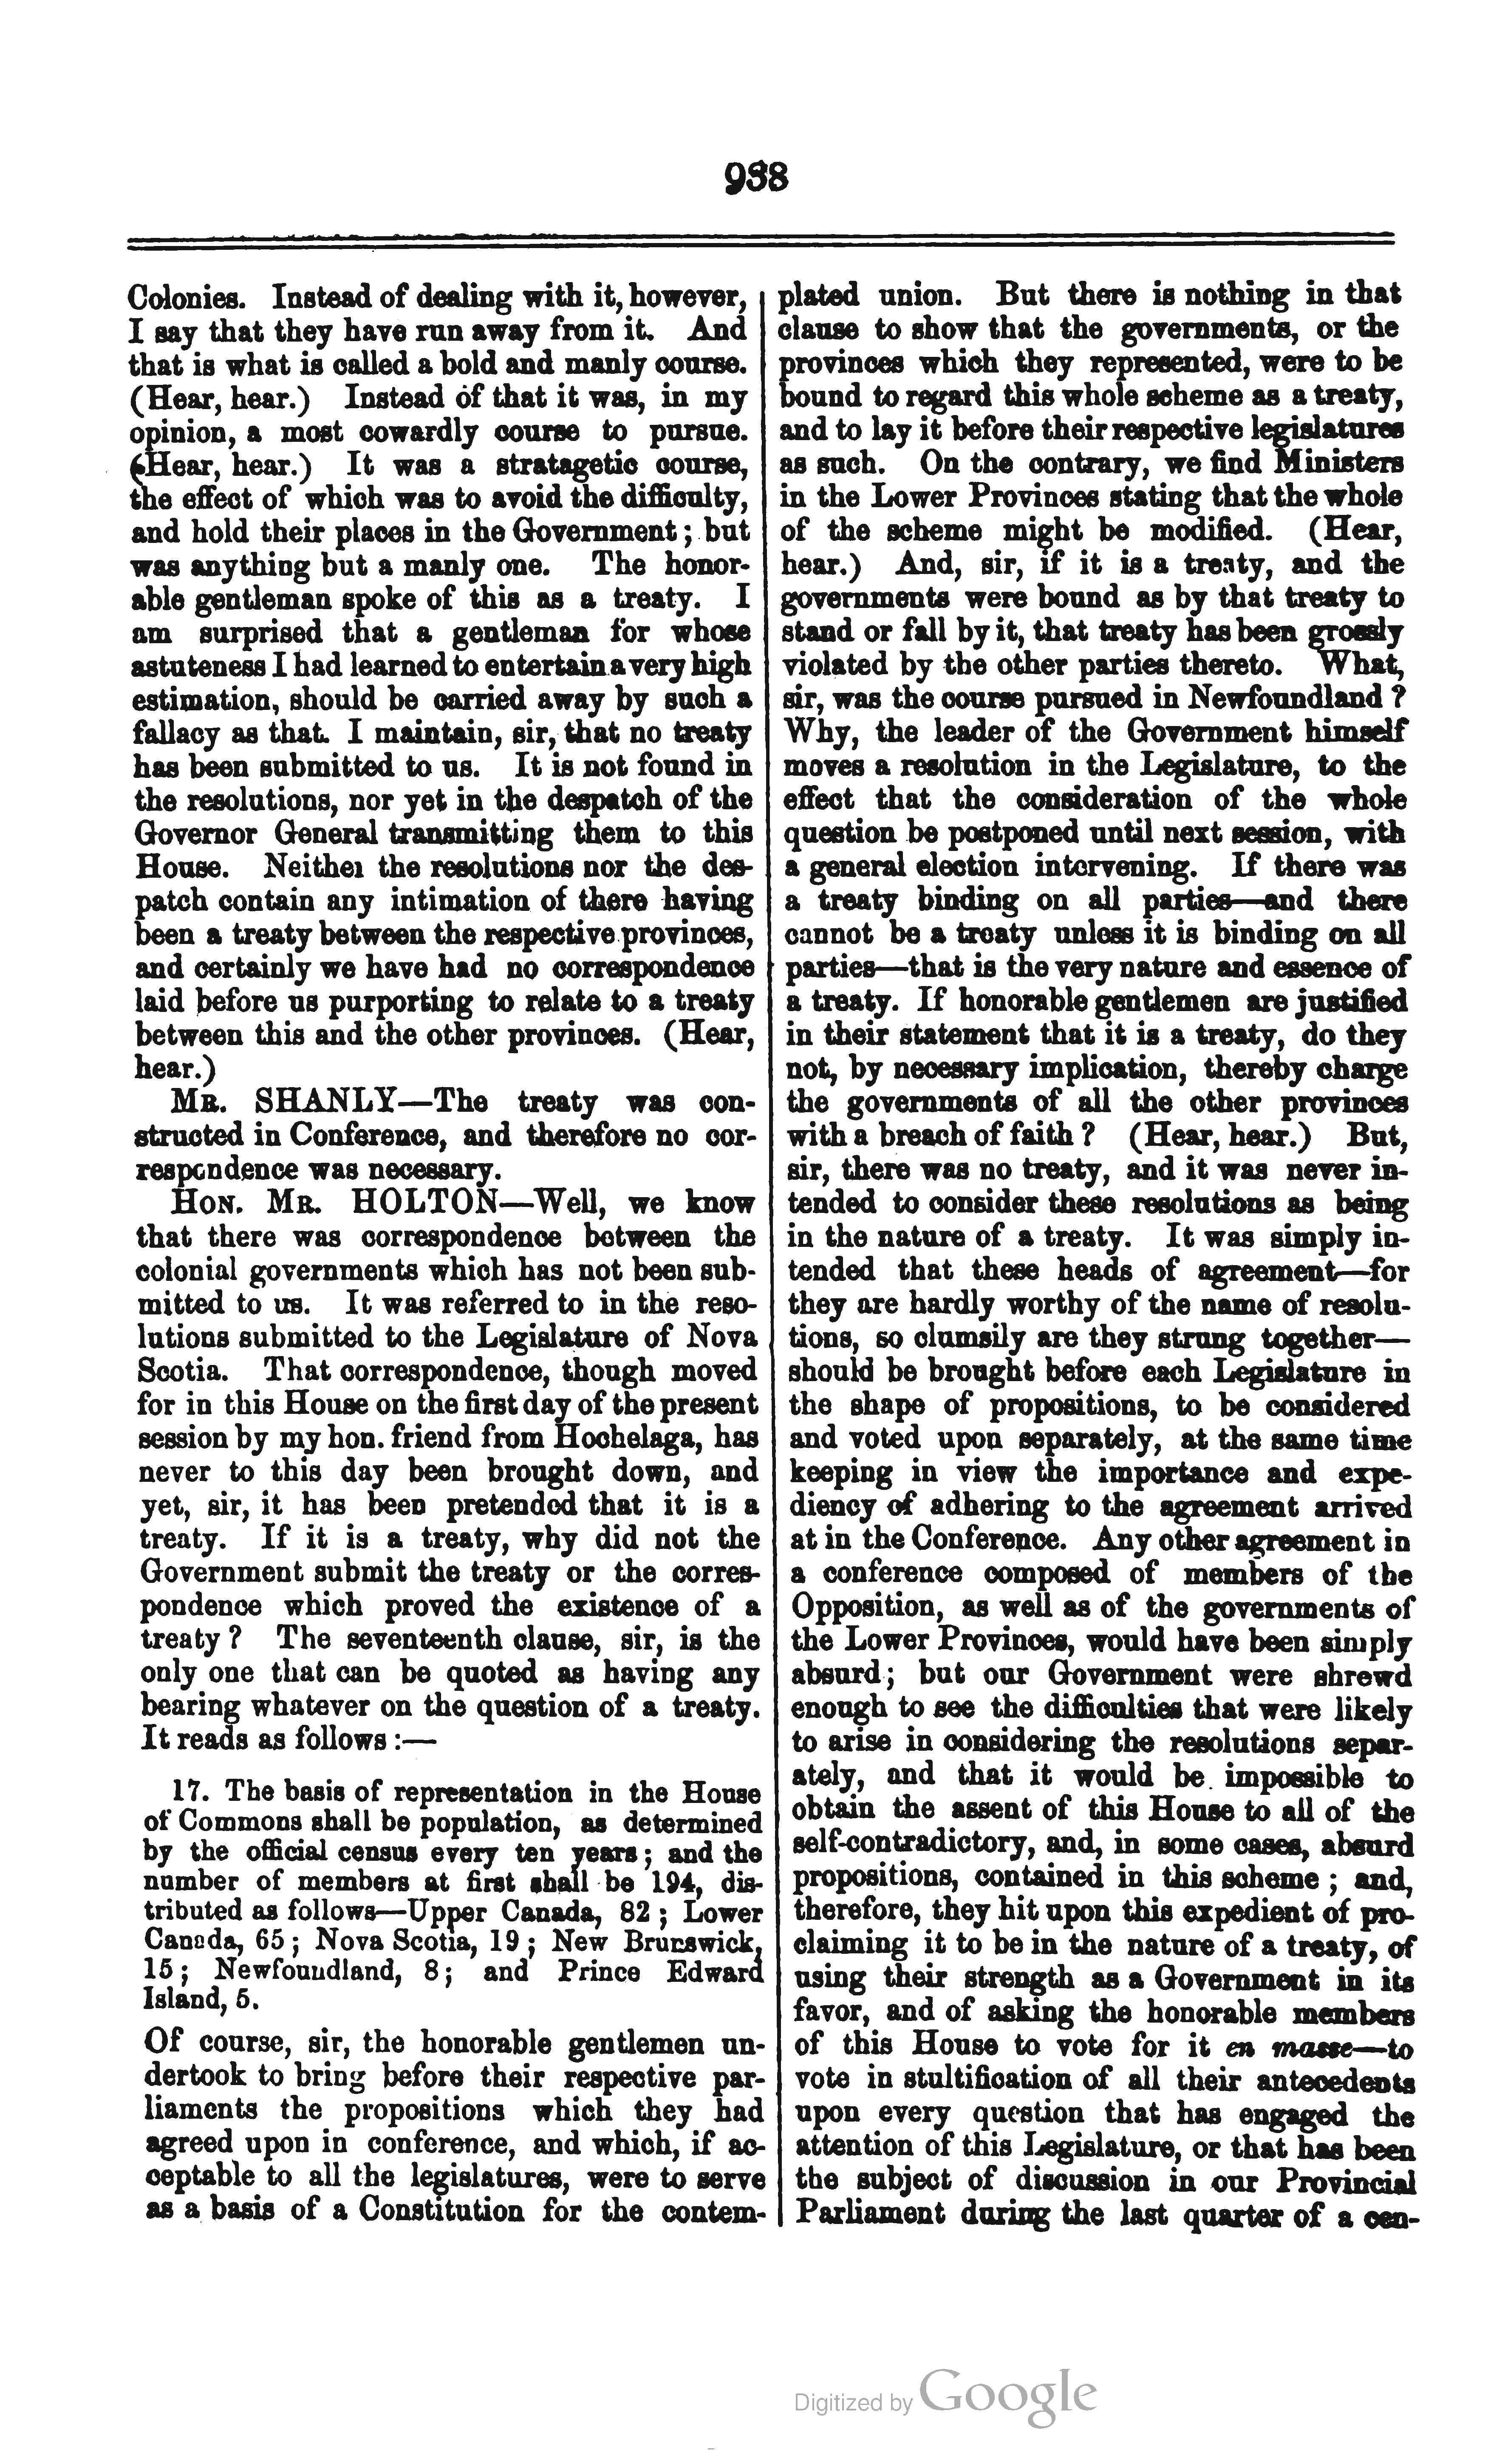 938
Colonies. Instead of dealing with it, however,
I say that they have run away from it. And
that is what is called a bold and manly course.
(Hear, hear.) Instead of that it was, in my
opinion, a most cowardly course to pursue.
(Hear, hear.) It was a stratagetic course,
the effect of which was to avoid the difficulty,
and hold their places in the Government; but
was anything but a manly one. The honor-
able gentleman spoke of this as a treaty. I
am surprised that a gentleman for whose
astuteness I had learned to entertain a very high
estimation, should be carried away by such a
fallacy as that. I maintain, sir, that no treaty
has been submitted to us. It is not found in
the resolutions, nor yet in the despatch of the
Governor General transmitting them to this
House. Neither the resolutions nor the des-
patch contain any intimation of there having
been a treaty between the respective provinces,
and certainly we have had no correspondence
laid before us purporting to relate to a treaty
between this and the other provinces. (Hear,
hear.)
MR. SHANLY—The treaty was con-
structed in Conference, and therefore no cor-
respondence was necessary.
HON. MR. HOLTON—Well, we know
that there was correspondence between the
colonial governments which has not been sub-
mitted to us. It was referred to in the reso-
lutions submitted to the Legislature of Nova
Scotia. That correspondence, though moved
for in this House on the first day of the present
session by my hon. friend from Hochelaga, has
never to this day been brought down, and
yet, sir, it has been pretended that it is a
treaty. If it is a treaty, why did not the
Government submit the treaty or the corres-
pondence which proved the existence of a
treaty? The seventeenth clause, sir, is the
only one that can be quoted as having any
bearing whatever on the question of a treaty.
It reads as follows:—
17. The basis of representation in the House
of Commons shall be population, as determined
by the official census every ten years; and the
number of members at first shall be 194, dis-
tributed as follows—Upper Canada, 82; Lower
Canada, 65; Nova Scotia, 19; New Brunswick,
15; Newfoundland, 8; and Prince Edward
Island, 5.
Of course, sir, the honorable gentlemen un-
dertook to bring before their respective par-
liaments the propositions which they had
agreed upon in conference, and which, if ac-
ceptable to all the legislatures, were to serve
as a basis of a Constitution for the contem-
plated union. But there is nothing in that
clause to show that the governments, or the
provinces which they represented, were to be
bound to regard this whole scheme as a treaty,
and to lay it before their respective legislatures
as such. On the contrary, we find Ministers
in the Lower Provinces stating that the whole
of the scheme might be modified. (Hear,
hear.) And, sir, if it is a treaty, and the
governments were bound as by that treaty to
stand or fall by it, that treaty has been grossly
violated by the other parties thereto. What,
sir, was the course pursued in Newfoundland?
Why, the leader of the Government himself
moves a resolution in the Legislature, to the
effect that the consideration of the whole
question be postponed until next session, with
a general election intervening. If there was
a treaty binding on all parties—and there
cannot be a treaty unless it is binding on all
parties—that is the very nature and essence of
a treaty. If honorable gentlemen are justified
in their statement that it is a treaty, do they
not, by necessary implication, thereby charge
the governments of all the other provinces
with a breach of faith? (Hear, hear.) But,
sir, there was no treaty, and it was never in-
tended to consider these resolutions as being
in the nature of a treaty. It was simply in-
tended that these heads of agreement—for
they are hardly worthy of the name of resolu-
tions, so clumsily are they strung together—
should be brought before each Legislature in
the shape of propositions, to be considered
and voted upon separately, at the same time
keeping in view the importance and expe-
diency of adhering to the agreement arrived
at in the Conference. Any other agreement in
a conference composed of members of the
Opposition, as well as of the governments of
the Lower Provinces, would have been simply
absurd; but our Government were shrewd
enough to see the difficulties that were likely
to arise in considering the resolutions separ-
ately, and that it would be impossible to
obtain the assent of this House to all of the
self-contradictory, and, in some cases, absurd
propositions, contained in this scheme; and,
therefore, they hit upon this expedient of pro-
claiming it to be in the nature of a treaty, of
using their strength as a Government in its
favor, and of asking the honorable members
of this House to vote for it en masse—to
vote in stultification of all their antecedents
upon every question that has engaged the
attention of this Legislature, or that has been
the subject of discussion in our Provincial
Parliament during the last quarter of a cen-
Digitized by Google